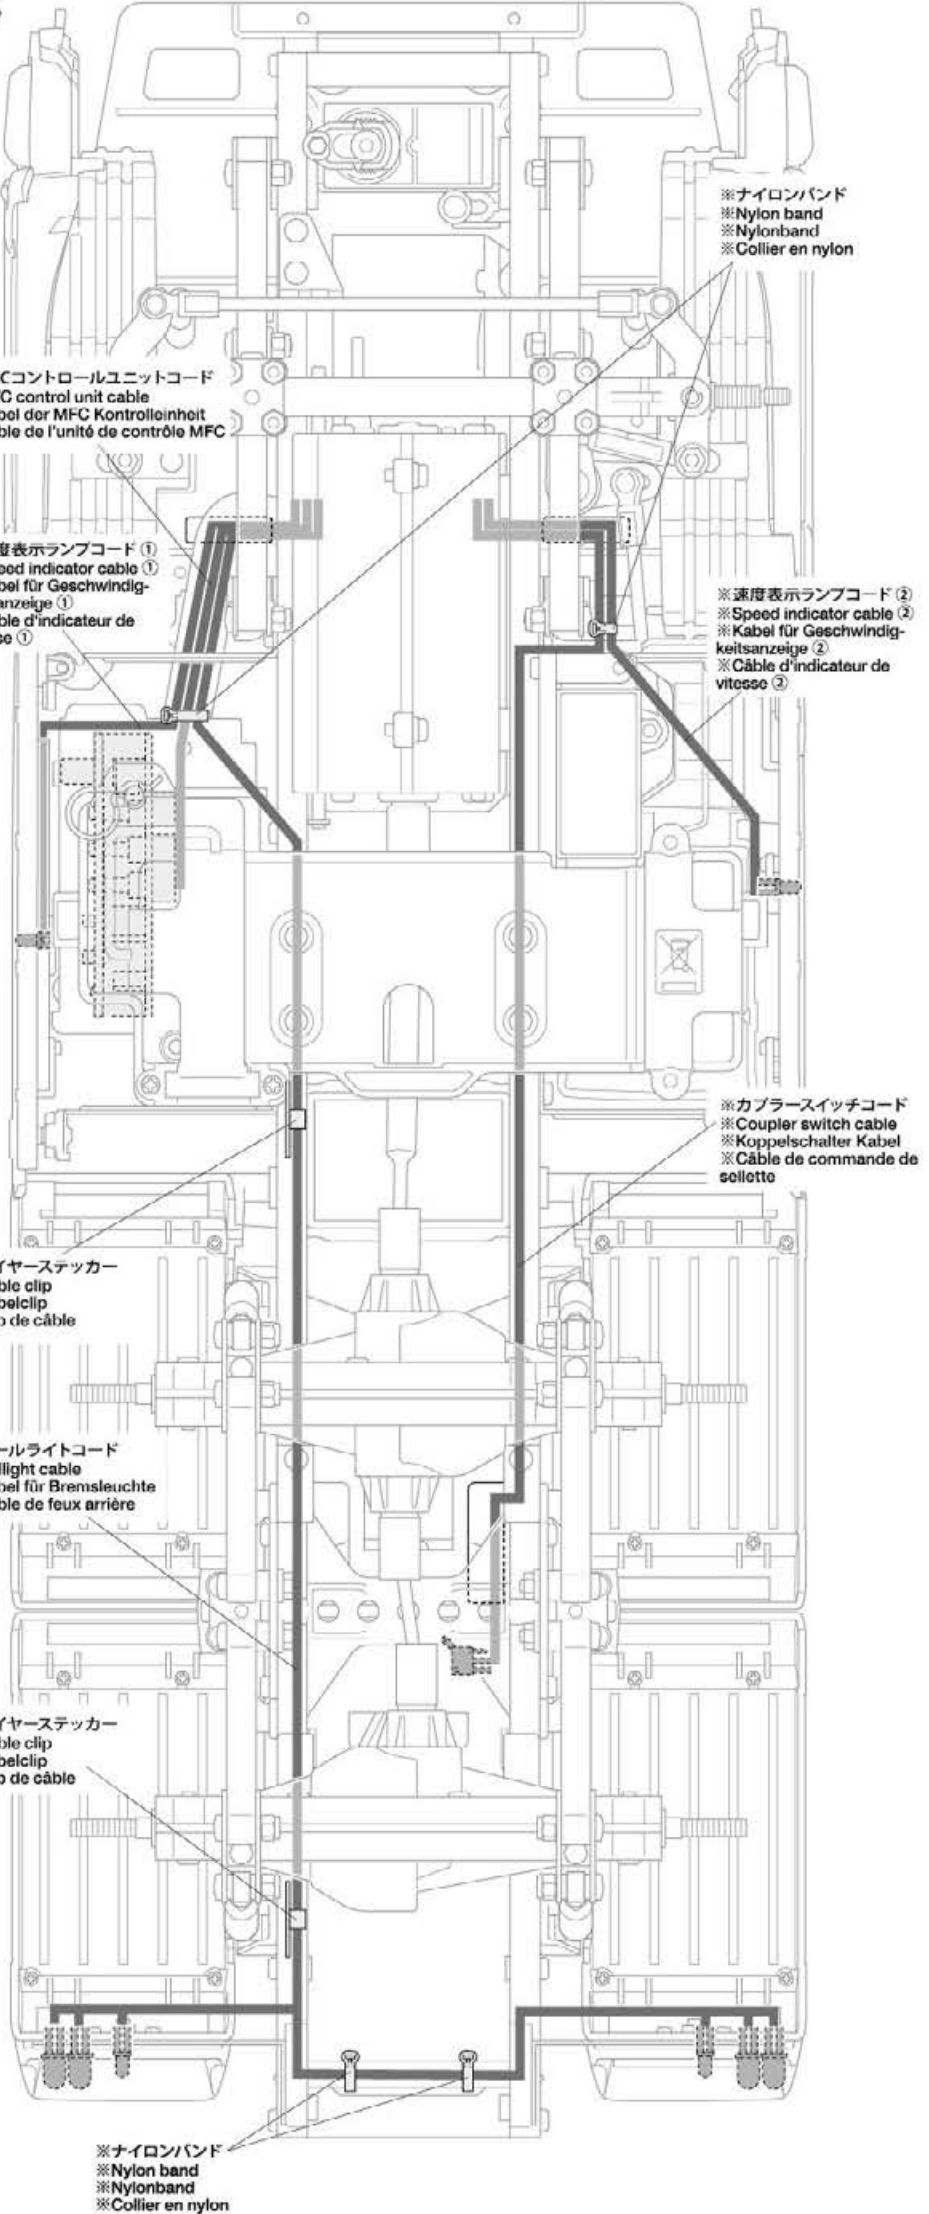 ※ナイロンバンド
※Nylon band
※Nylonband
※Collier en nylon
Cコントロールユニットコード
C control unit cable
bel der MFC Kontrolleinheit
ble de l'unité de contrôle MFC
度表示ランプコード ①
eed indicator cable ①
bel für Geschwindig-
anzeige ①
ble d'indicateur de
se ①
※速度表示ランプコード ②
※Speed indicator cable ②
※Kabel für Geschwindig-
keitsanzeige ②
※Câble d'indicateur de
vitesse ②
※カプラースイッチコード
※Coupler switch cable
※Koppelschalter Kabel
※Câble de commande de
sellette
イヤーステッカー
ble clip
belclip
p de câble
ールライトコード
llight cable
bel für Bremsleuchte
ble de feux arrière
イヤーステッカー
ble clip
belclip
p de câble
※ナイロンバンド
※Nylon band
※Nylonband
※Collier en nylon